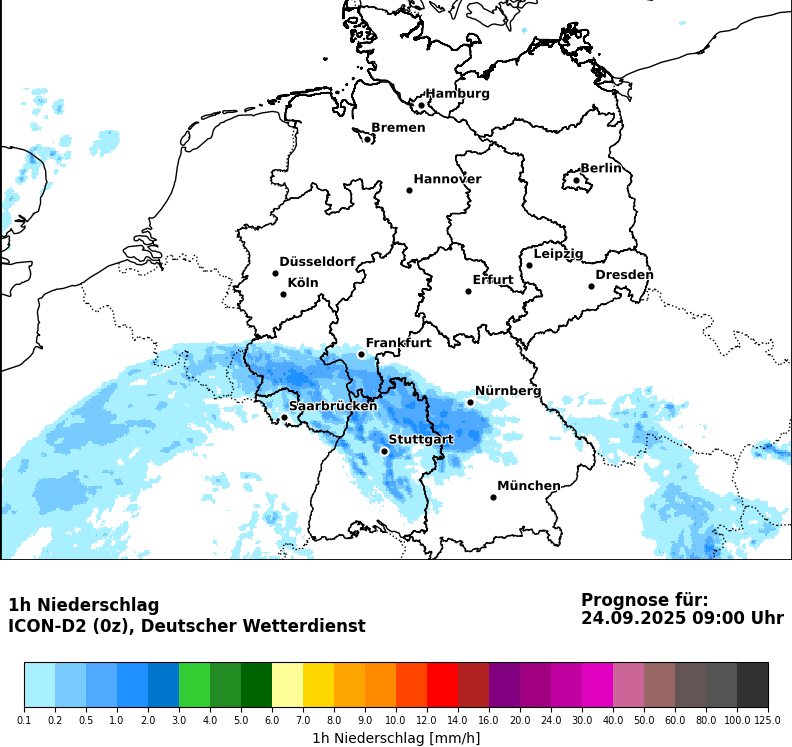 Hamburg
Bremen
Berlin
Hannover
Leipzig
Düsseldorf
Dresden
Köln
Erfurt
Frankfurt
Nürnberg
Saarbrücken
Stuttgart
München
1h Niederschlag
ICON-D2 (0z), Deutscher Wetterdienst
Prognose für:
24.09.2025 09:00 Uhr
0.1 0.2 0.5 1.0 2.0 3.0 4.0 5.0 6.0 7.0 8.0 9.0 10.0 12.0 14.0 16.0 20.0 24.0 30.0 40.0 50.0 60.0 80.0 100.0 125.0
1h Niederschlag [mm/h]